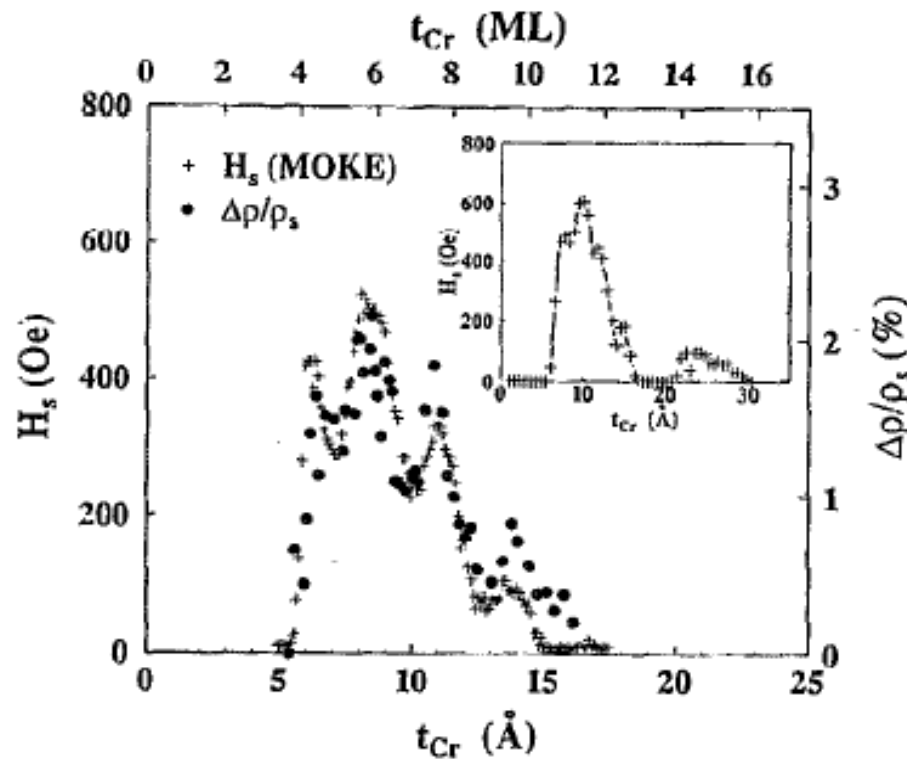 t_Cr (ML)
0 2 4 6 8 10 12 14 16
800
600
400
200
0
H_s (Oe)
+ H_s (MOKE)
● Δρ/ρ_s
800
600
400
200
0
H_s (Oe)
0 10 20 30
t_Cr (Å)
3
2
1
0
Δρ/ρ_s (%)
0 5 10 15 20 25
t_Cr (Å)